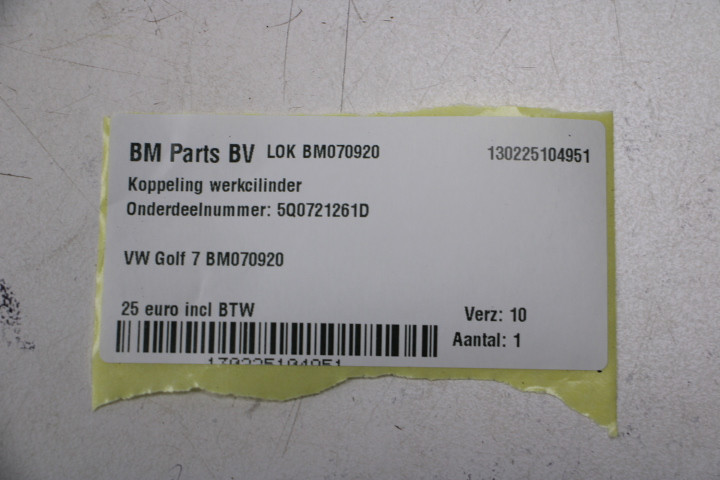 BM Parts BV LOK BM070920 130225104951
Koppeling werkcilinder
Onderdeelnummer: 5Q0721261D
VW Golf 7 BM070920
25 euro incl BTW
Verz: 10
Aantal: 1
130225104951